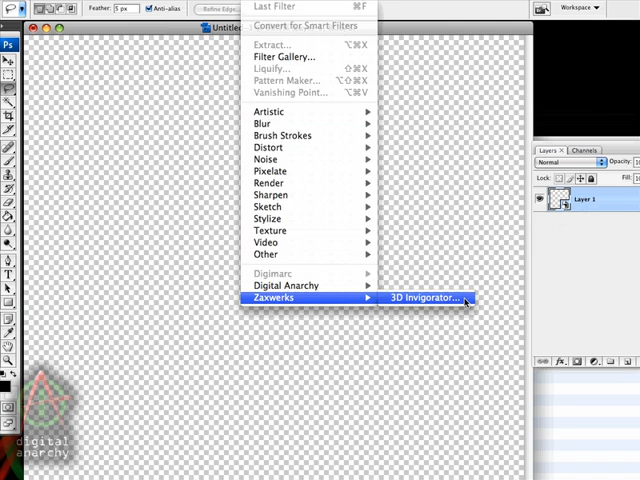 Feather: 5 px Anti-alias Refine Edge... Workspace
Untitled
Last Filter ⌘F
Convert for Smart Filters
Extract... ⌥⌘X
Filter Gallery...
Liquify... ⇧⌘X
Pattern Maker... ⌥⇧⌘X
Vanishing Point... ⌥⌘V
Artistic
Blur
Brush Strokes
Distort
Noise
Pixelate
Render
Sharpen
Sketch
Stylize
Texture
Video
Other
Digimarc
Digital Anarchy
Zaxwerks 3D Invigorator...
Ps
T
Layers x Channels
Normal Opacity:
Lock: Fill:
Layer 1
fx
digital
anarchy